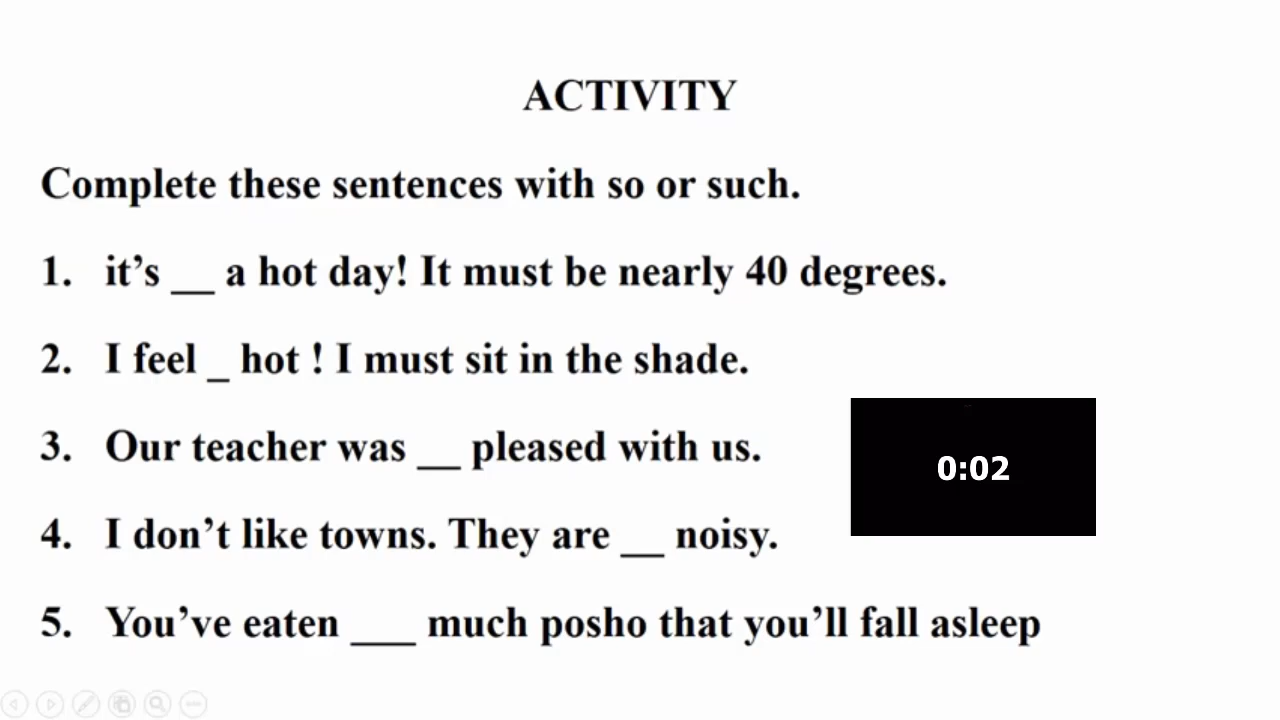 ACTIVITY
Complete these sentences with so or such.
1. it’s __ a hot day! It must be nearly 40 degrees.
2. I feel _ hot ! I must sit in the shade.
3. Our teacher was __ pleased with us.
0:02
4. I don’t like towns. They are __ noisy.
5. You’ve eaten ___ much posho that you’ll fall asleep